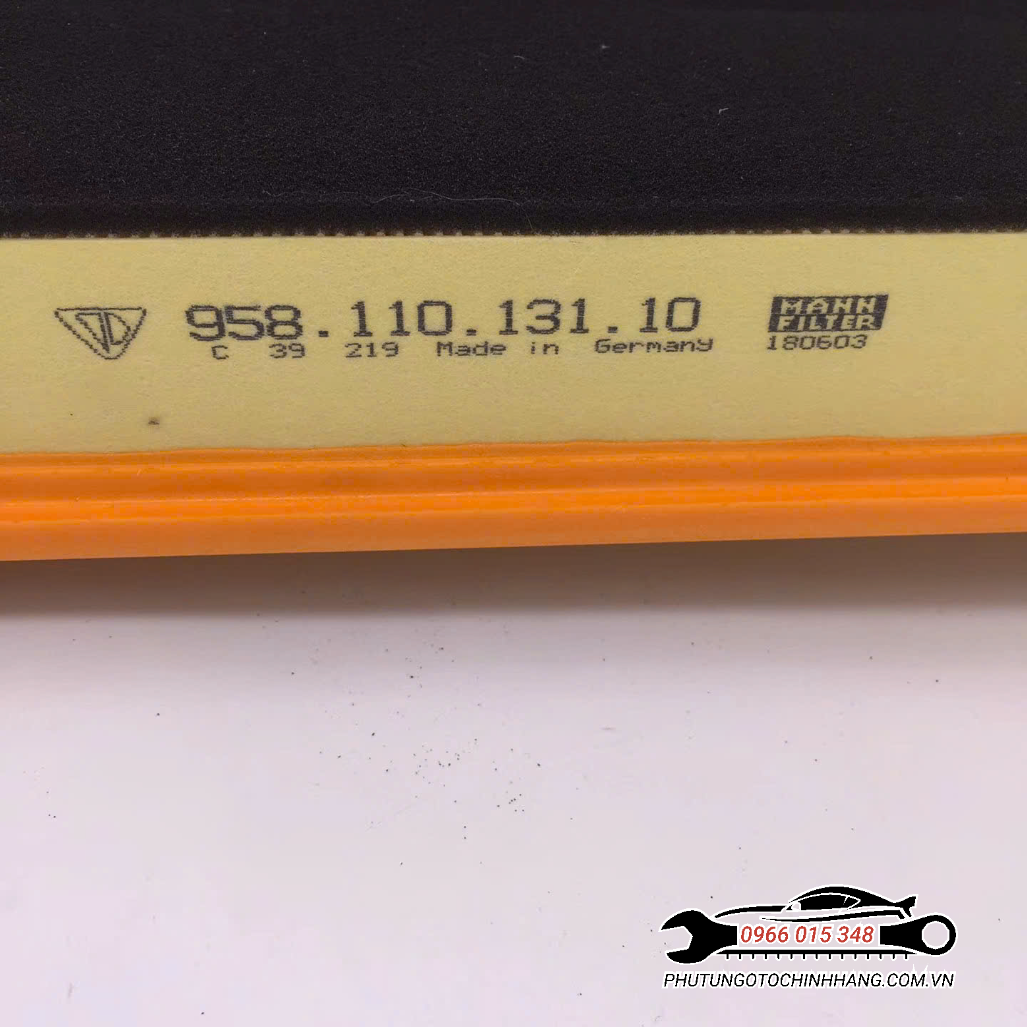 958.110.131.10
C 39 219 Made in Germany
MANN
FILTER
180603
0966 015 348
PHUTUNGOTOCHINHHANG.COM.VN